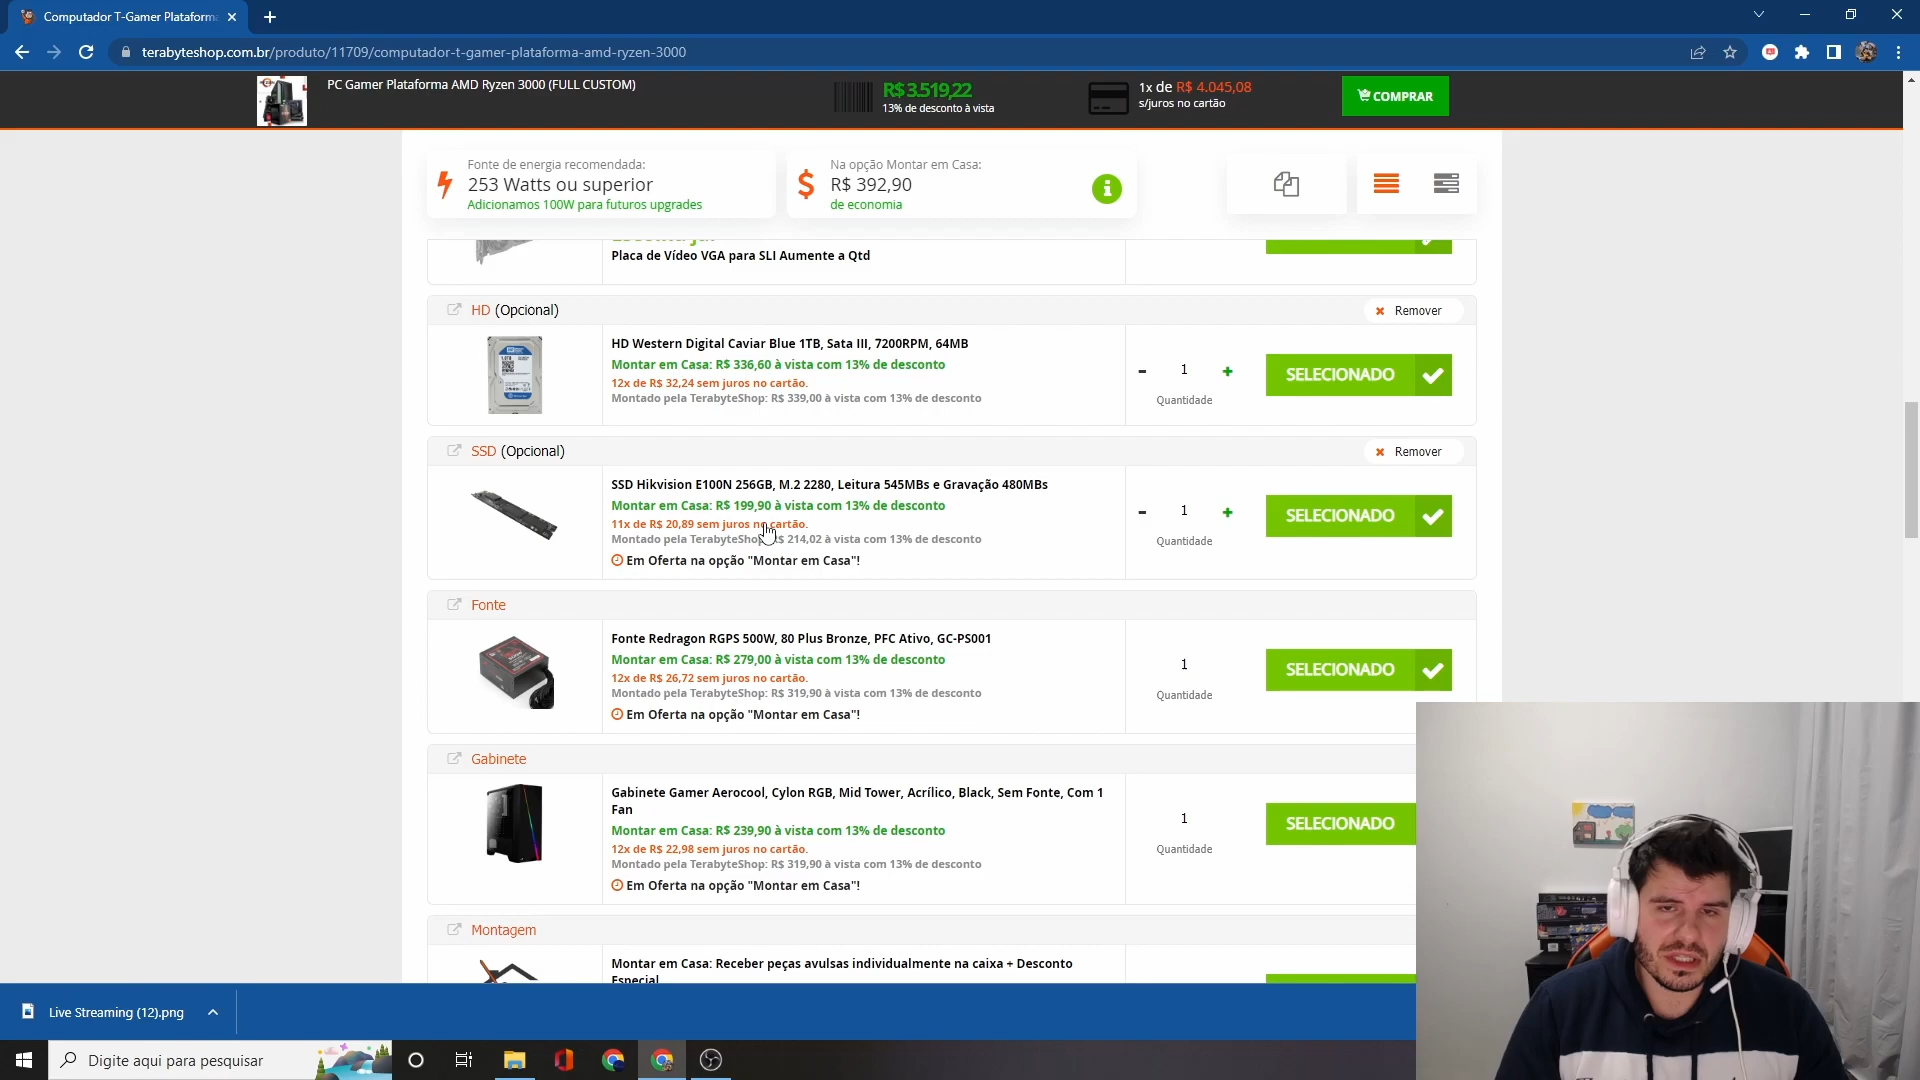 Computador T-Gamer Plataforma
terabyteshop.com.br/produto/11709/computador-t-gamer-plataforma-amd-ryzen-3000
PC Gamer Plataforma AMD Ryzen 3000 (FULL CUSTOM)
R$ 3.519,22
13% de desconto à vista
1x de R$ 4.045,08
s/juros no cartão
COMPRAR
Fonte de energia recomendada:
253 Watts ou superior
Adicionamos 100W para futuros upgrades
Na opção Montar em Casa:
R$ 392,90
de economia
Placa de Vídeo VGA para SLI Aumente a Qtd
HD (Opcional)
Remover
HD Western Digital Caviar Blue 1TB, Sata III, 7200RPM, 64MB
Montar em Casa: R$ 336,60 à vista com 13% de desconto
12x de R$ 32,24 sem juros no cartão.
Montado pela TerabyteShop: R$ 339,00 à vista com 13% de desconto
- 1 +
Quantidade
SELECIONADO
SSD (Opcional)
Remover
SSD Hikvision E100N 256GB, M.2 2280, Leitura 545MBs e Gravação 480MBs
Montar em Casa: R$ 199,90 à vista com 13% de desconto
11x de R$ 20,89 sem juros no cartão.
Montado pela TerabyteShop: R$ 214,02 à vista com 13% de desconto
Em Oferta na opção "Montar em Casa"!
- 1 +
Quantidade
SELECIONADO
Fonte
Fonte Redragon RGPS 500W, 80 Plus Bronze, PFC Ativo, GC-PS001
Montar em Casa: R$ 279,00 à vista com 13% de desconto
12x de R$ 26,72 sem juros no cartão.
Montado pela TerabyteShop: R$ 319,90 à vista com 13% de desconto
Em Oferta na opção "Montar em Casa"!
1
Quantidade
SELECIONADO
Gabinete
Gabinete Gamer Aerocool, Cylon RGB, Mid Tower, Acrílico, Black, Sem Fonte, Com 1
Fan
Montar em Casa: R$ 239,90 à vista com 13% de desconto
12x de R$ 22,98 sem juros no cartão.
Montado pela TerabyteShop: R$ 319,90 à vista com 13% de desconto
Em Oferta na opção "Montar em Casa"!
1
Quantidade
SELECIONADO
Montagem
Montar em Casa: Receber peças avulsas individualmente na caixa + Desconto
Especial
Live Streaming (12).png
Digite aqui para pesquisar